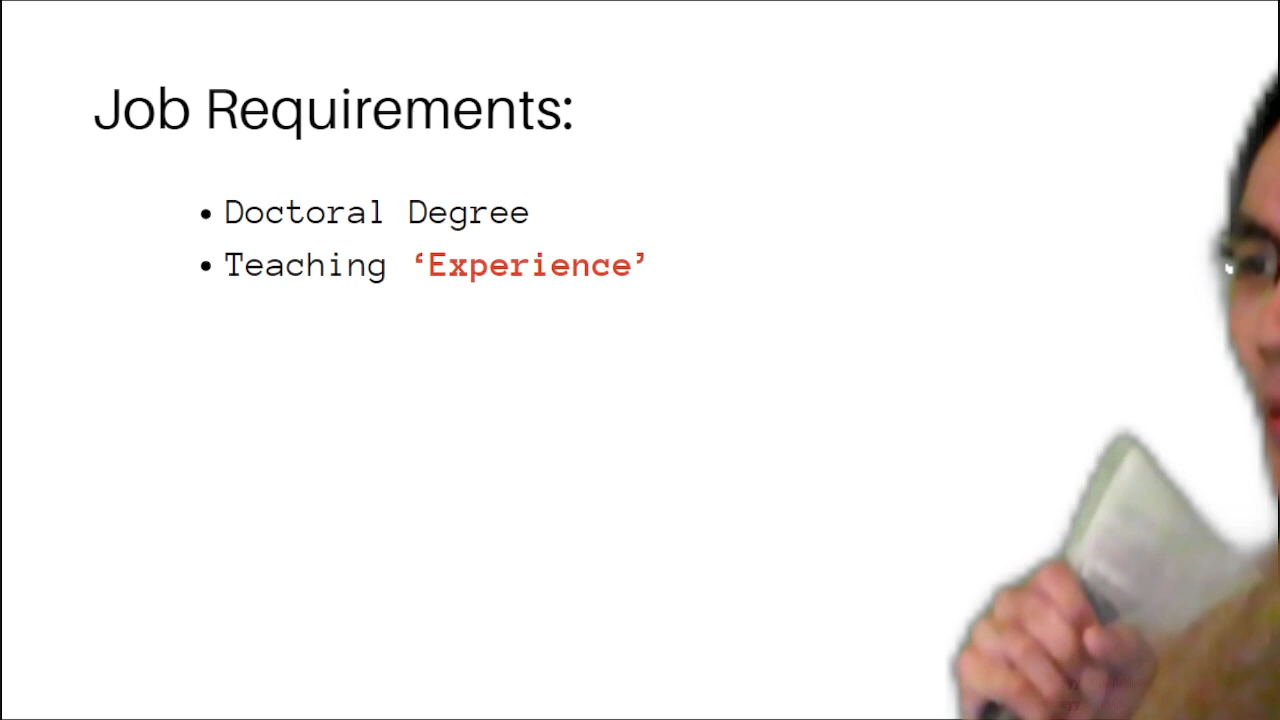 Job Requirements:
• Doctoral Degree
• Teaching ‘Experience’